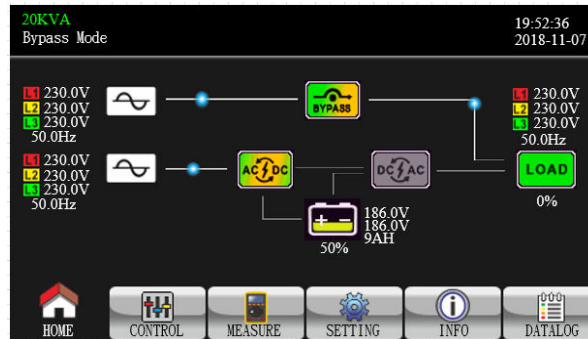 20KVA
Bypass Mode
19:52:36
2018-11-07
L1 230.0V
L2 230.0V
L3 230.0V
50.0Hz
BYPASS
L1 230.0V
L2 230.0V
L3 230.0V
50.0Hz
L1 230.0V
L2 230.0V
L3 230.0V
50.0Hz
AC DC
DC AC
LOAD
0%
186.0V
186.0V
9AH
50%
HOME
CONTROL
MEASURE
SETTING
INFO
DATALOG